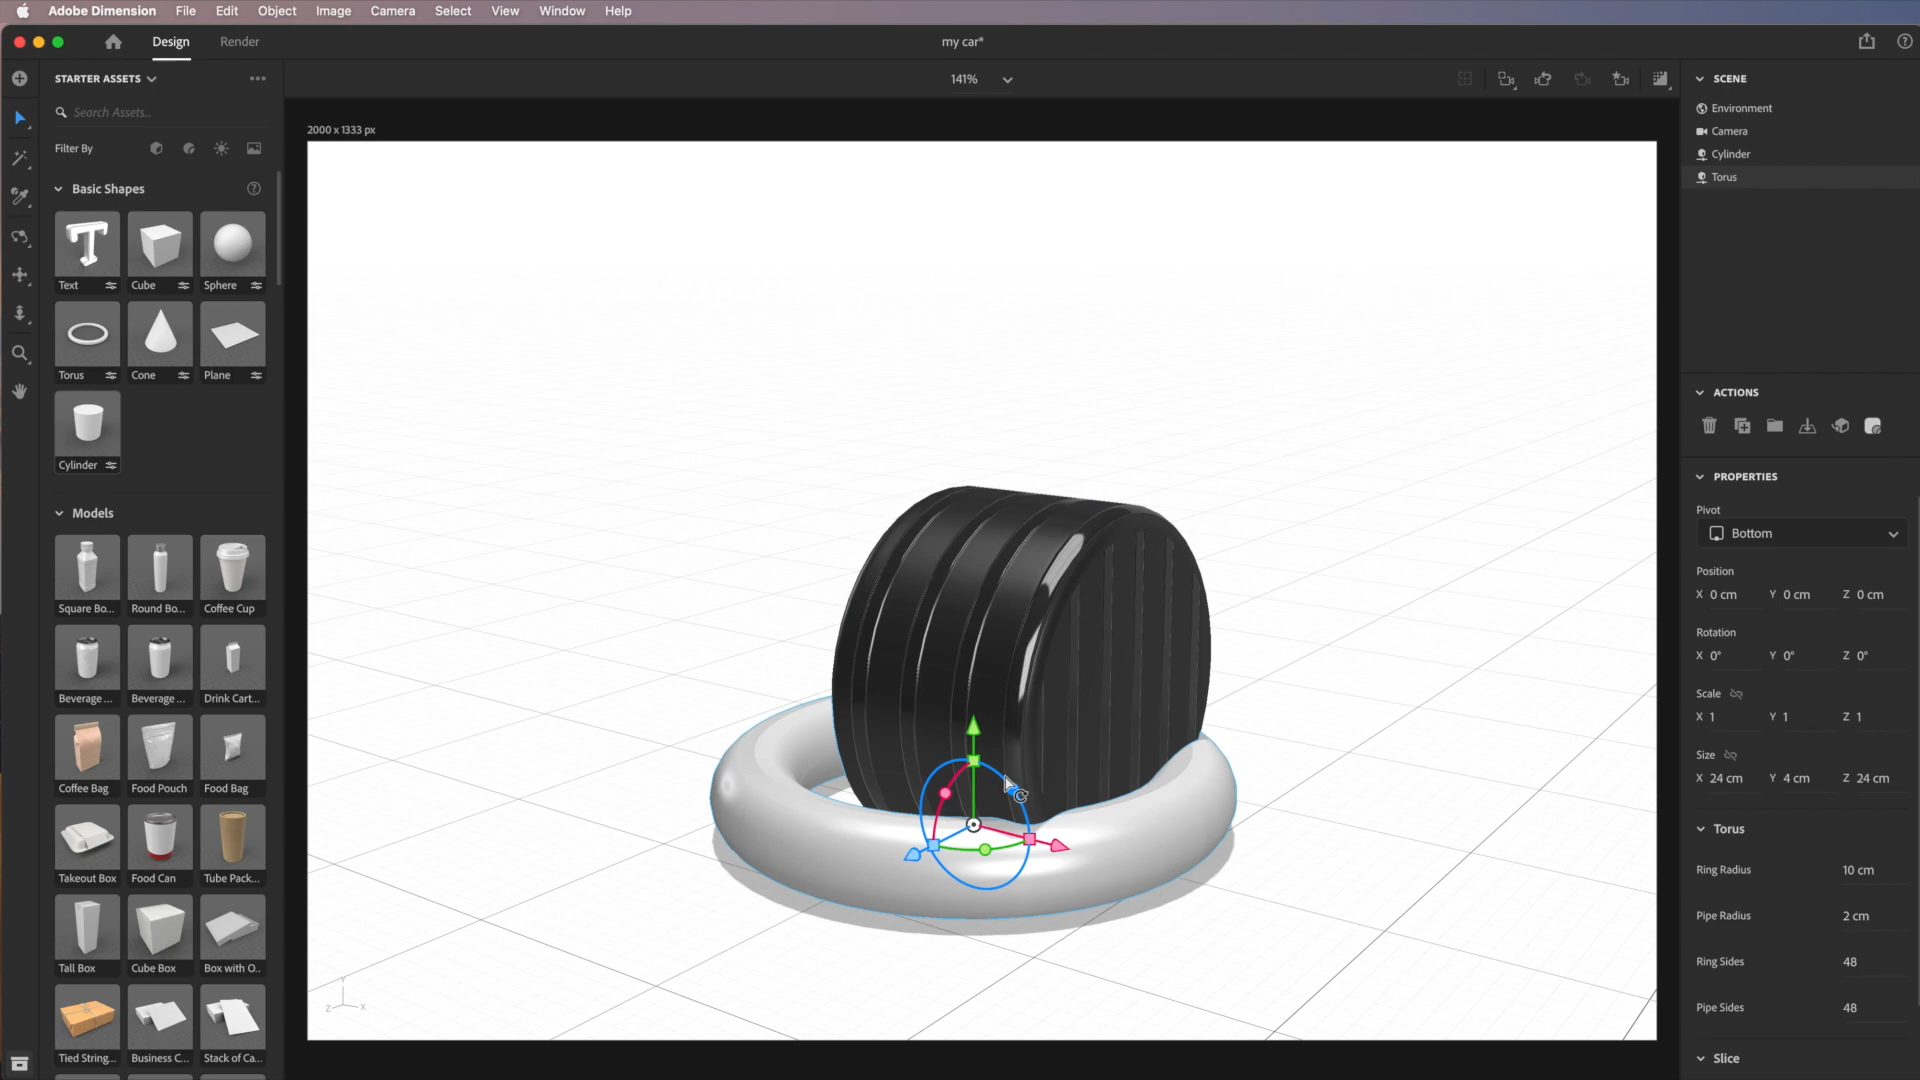 Adobe Dimension File Edit Object Image Camera Select View Window Help
Design Render my car*
STARTER ASSETS
141%
Search Assets...
Filter By
Basic Shapes
Text Cube Sphere
Torus Cone Plane
Cylinder
Models
Square Bo... Round Bo... Coffee Cup
Beverage ... Beverage ... Drink Cart...
Coffee Bag Food Pouch Food Bag
Takeout Box Food Can Tube Pack...
Tall Box Cube Box Box with O..
Tied String... Business C... Stack of Ca...
2000 x 1333 px
Y
Z X
SCENE
Environment
Camera
Cylinder
Torus
ACTIONS
PROPERTIES
Pivot
Bottom
Position
X 0 cm Y 0 cm Z 0 cm
Rotation
X 0° Y 0° Z 0°
Scale
X 1 Y 1 Z 1
Size
X 24 cm Y 4 cm Z 24 cm
Torus
Ring Radius 10 cm
Pipe Radius 2 cm
Ring Sides 48
Pipe Sides 48
Slice